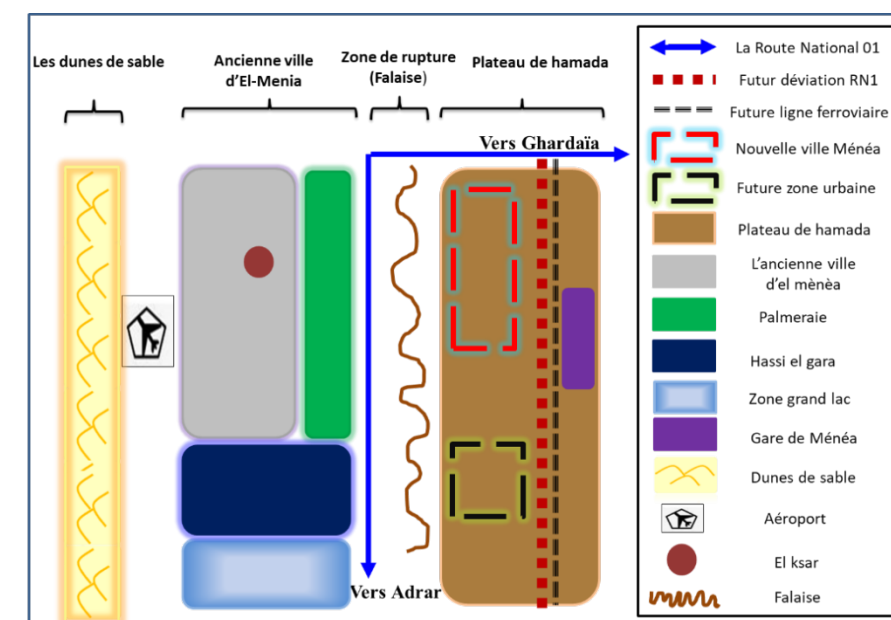 Les dunes de sable
Ancienne ville
d'El-Menia
Zone de rupture
(Falaise)
Plateau de hamada
Vers Ghardaïa
Vers Adrar
La Route National 01
Futur déviation RN1
Future ligne ferroviaire
Nouvelle ville Ménéa
Future zone urbaine
Plateau de hamada
L'ancienne ville
d'el mènèa
Palmeraie
Hassi el gara
Zone grand lac
Gare de Ménéa
Dunes de sable
Aéroport
El ksar
Falaise